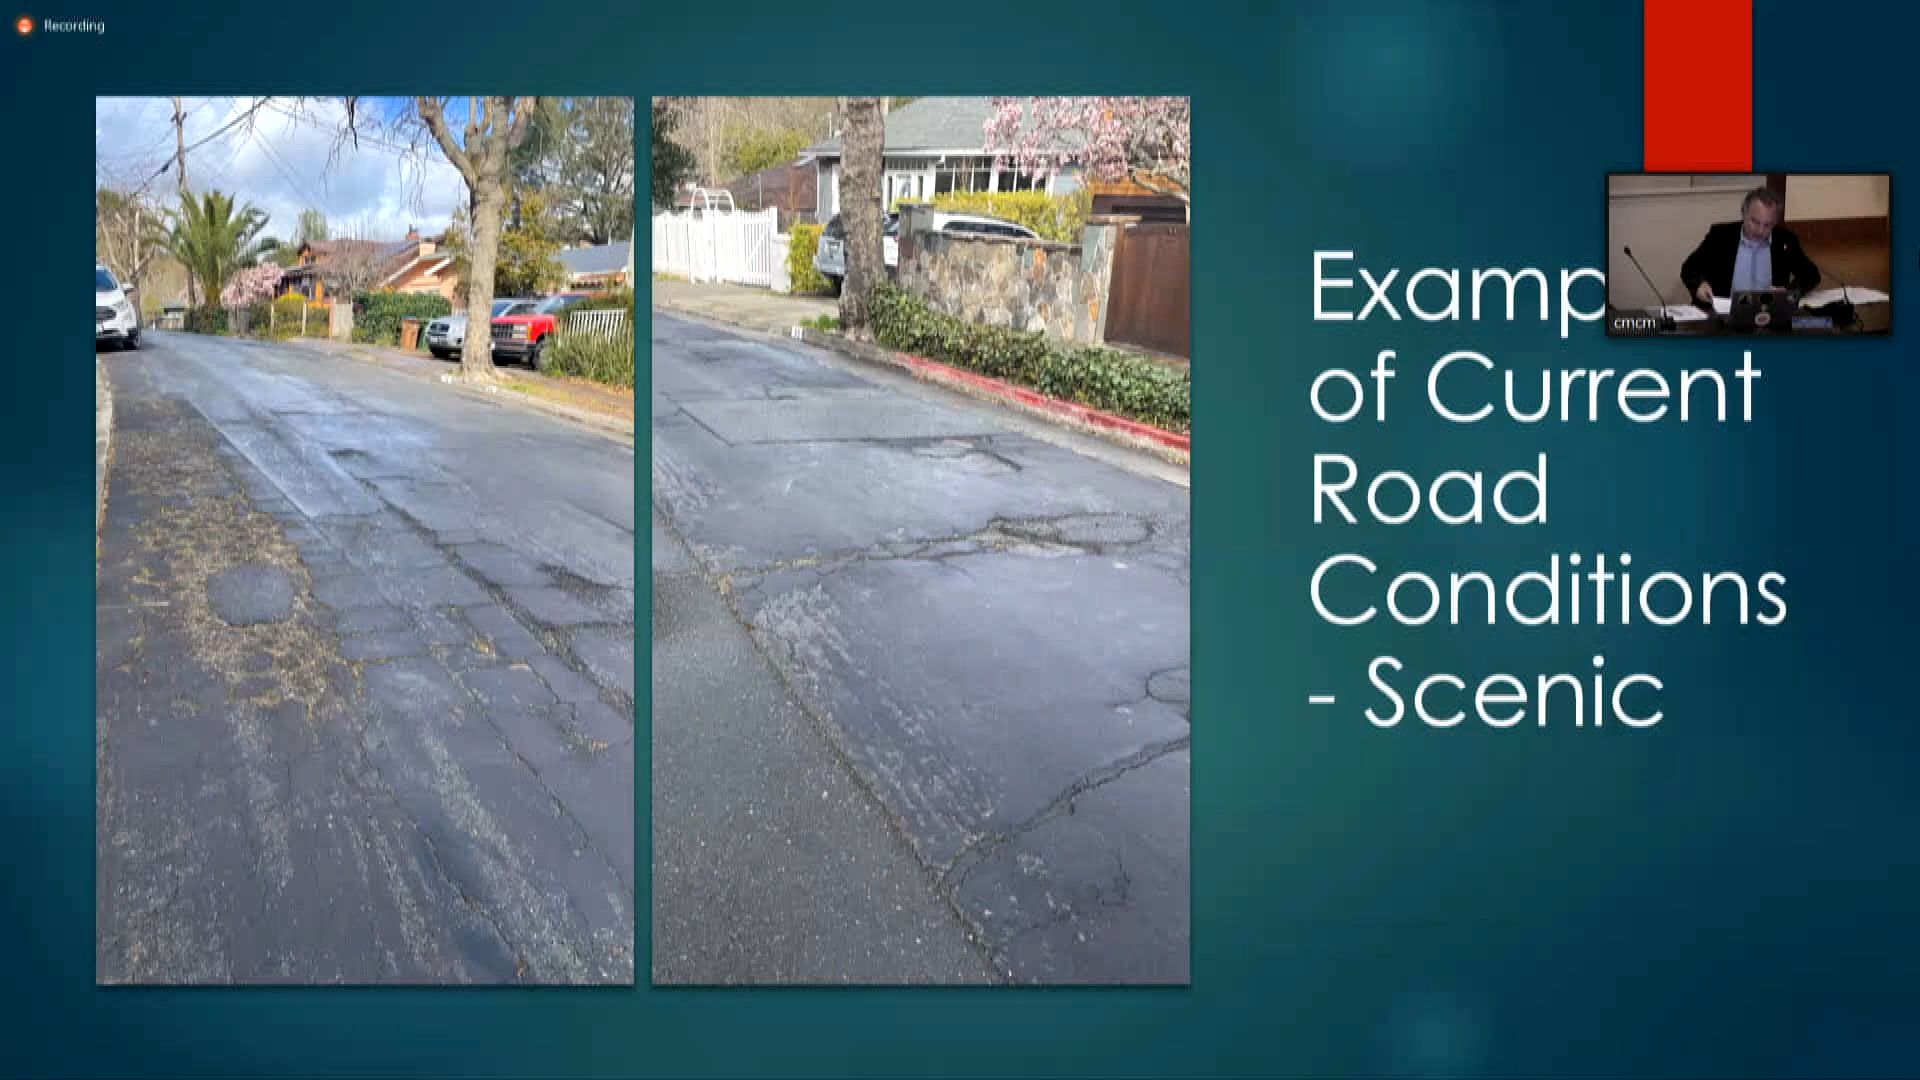 Recording
Examp
of Current
Road
Conditions
- Scenic
cmcm